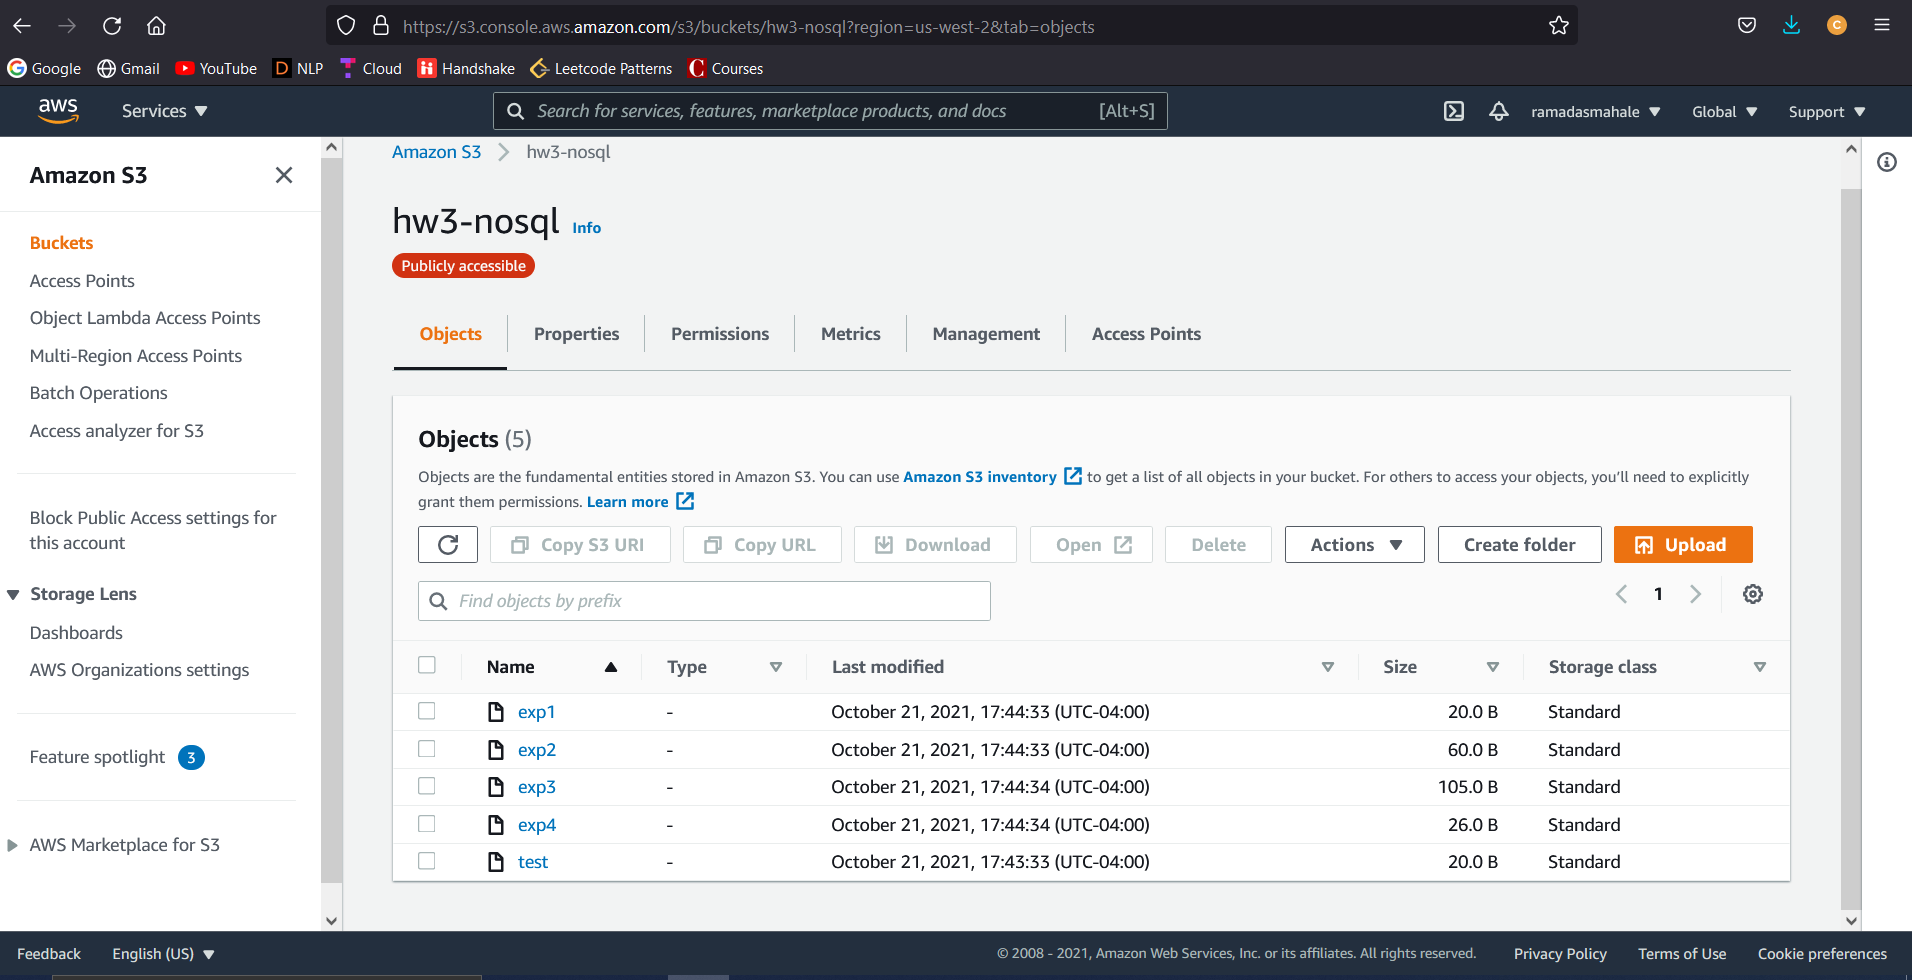 https://s3.console.aws.amazon.com/s3/buckets/hw3-nosql?region=us-west-2&tab=objects
C
Google Gmail YouTube D NLP Cloud Handshake Leetcode Patterns C Courses
aws Services Search for services, features, marketplace products, and docs [Alt+S] ramadasmahale Global Support
Amazon S3
Buckets
Access Points
Object Lambda Access Points
Multi-Region Access Points
Batch Operations
Access analyzer for S3
Block Public Access settings for
this account
Storage Lens
Dashboards
AWS Organizations settings
Feature spotlight 3
AWS Marketplace for S3
Amazon S3 hw3-nosql
hw3-nosql Info
Publicly accessible
Objects Properties Permissions Metrics Management Access Points
Objects (5)
Objects are the fundamental entities stored in Amazon S3. You can use Amazon S3 inventory to get a list of all objects in your bucket. For others to access your objects, you'll need to explicitly
grant them permissions. Learn more
Copy S3 URI Copy URL Download Open Delete Actions Create folder Upload
Find objects by prefix 1
Name Type Last modified Size Storage class
exp1 - October 21, 2021, 17:44:33 (UTC-04:00) 20.0 B Standard
exp2 - October 21, 2021, 17:44:33 (UTC-04:00) 60.0 B Standard
exp3 - October 21, 2021, 17:44:34 (UTC-04:00) 105.0 B Standard
exp4 - October 21, 2021, 17:44:34 (UTC-04:00) 26.0 B Standard
test - October 21, 2021, 17:43:33 (UTC-04:00) 20.0 B Standard
Feedback English (US) © 2008 - 2021, Amazon Web Services, Inc. or its affiliates. All rights reserved. Privacy Policy Terms of Use Cookie preferences